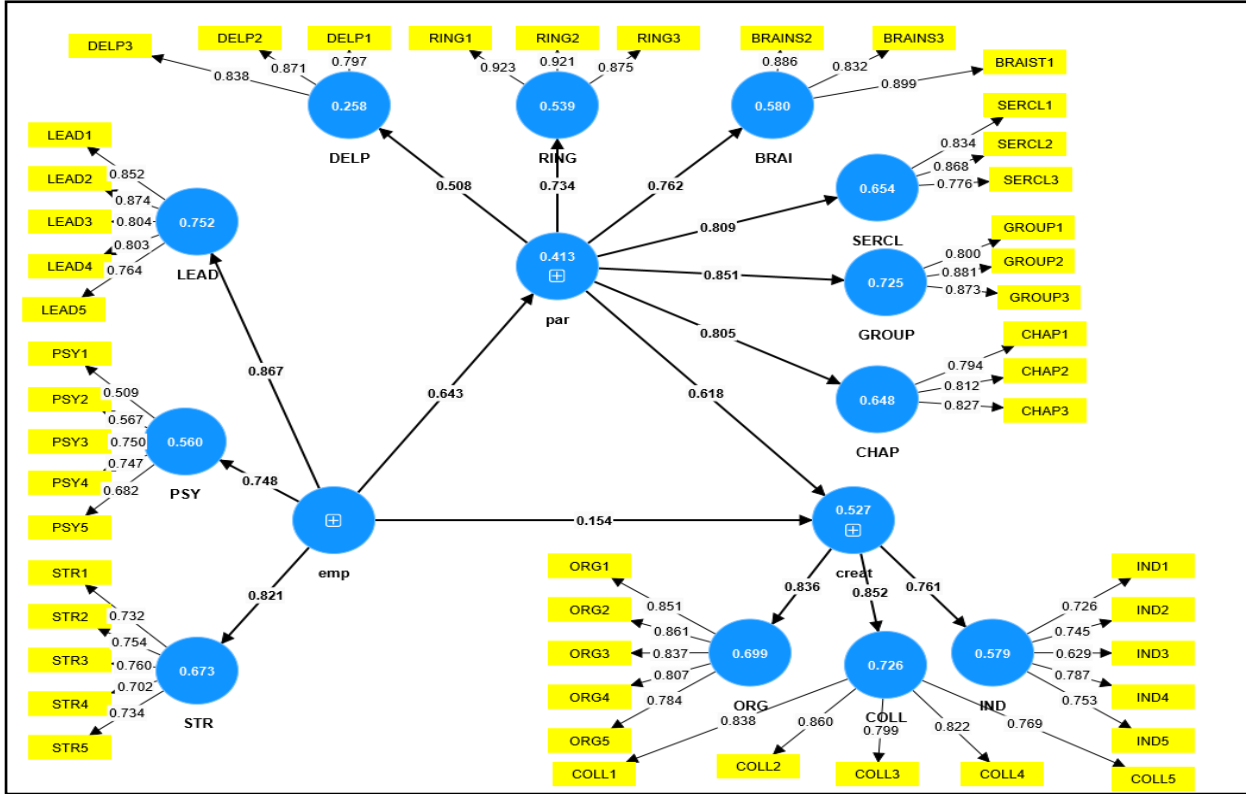 DELP3
DELP2
DELP1
RING1
RING2
RING3
BRAINS2
BRAINS3
BRAIST1
0.838
0.871
0.797
0.923
0.921
0.875
0.886
0.832
0.899
0.258
DELP
0.539
RING
0.580
BRAI
SERCL1
SERCL2
SERCL3
0.834
0.868
0.776
0.654
SERCL
LEAD1
LEAD2
LEAD3
LEAD4
LEAD5
0.852
0.874
0.804
0.803
0.764
0.752
LEAD
0.508
0.734
0.762
0.809
0.851
0.805
0.618
0.413
par
GROUP1
GROUP2
GROUP3
0.800
0.881
0.873
0.725
GROUP
CHAP1
CHAP2
CHAP3
0.794
0.812
0.827
0.648
CHAP
PSY1
PSY2
PSY3
PSY4
PSY5
0.509
0.567
0.750
0.747
0.682
0.560
PSY
0.867
0.643
0.748
0.154
0.821
emp
STR1
STR2
STR3
STR4
STR5
0.732
0.754
0.760
0.702
0.734
0.673
STR
0.527
creat
0.836
0.852
0.761
ORG1
ORG2
ORG3
ORG4
ORG5
0.851
0.861
0.837
0.807
0.784
0.699
ORG
0.726
COLL
0.838
0.860
0.799
0.822
0.769
COLL1
COLL2
COLL3
COLL4
COLL5
0.579
IND
0.726
0.745
0.629
0.787
0.753
IND1
IND2
IND3
IND4
IND5